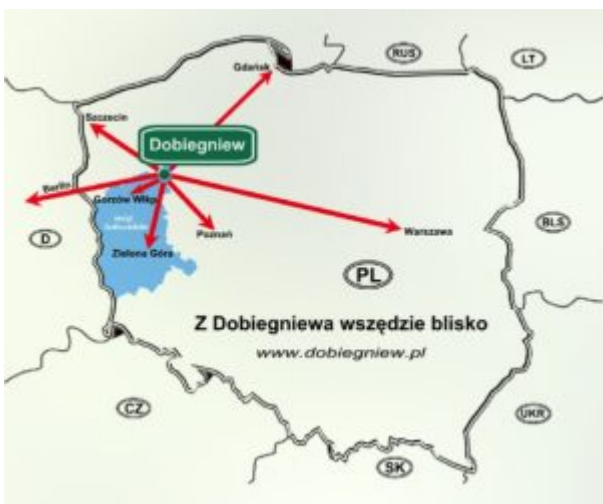 RUS
LT
Gdańsk
Szczecin
Dobiegniew
Berlin
Gorzów Wlkp.
Poznań
Warszawa
BLS
D
Zielona Góra
PL
Z Dobiegniewa wszędzie blisko
www.dobiegniew.pl
CZ
UKR
SK